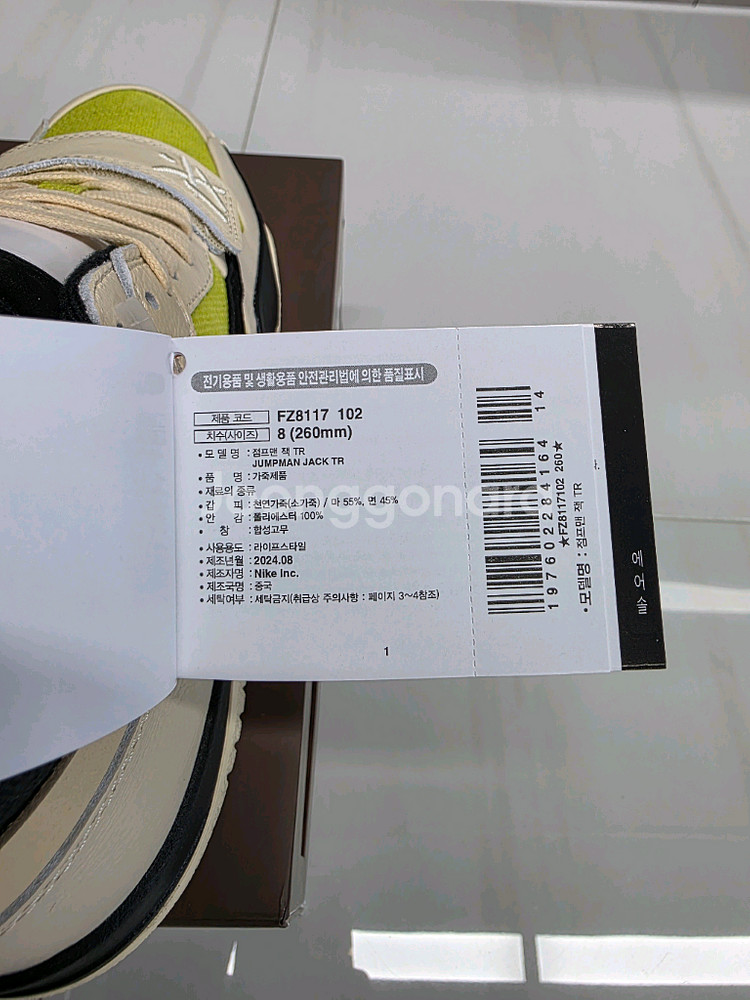 전기용품 및 생활용품 안전관리법에 의한 품질표시
제품 코드 FZ8117 102
치수(사이즈) 8 (260mm)
• 모 델 명 : 점프맨 잭 TR
JUMPMAN JACK TR
• 품 명 : 가죽제품
• 재료의 종류
겉 피 : 천연가죽(소가죽) / 마 55%, 면 45%
• 안 감 : 폴리에스터 100%
• 창 : 합성고무
• 사용용도 : 라이프스타일
• 제조년월 : 2024.08
• 제조자명 : Nike Inc.
• 제조국명 : 중국
• 세탁여부 : 세탁금지(취급상 주의사항 : 페이지 3~4참조)
1
197602284164 14
★FZ8117102 260★
• 모델명 : 점프맨 잭 TR
에어솔